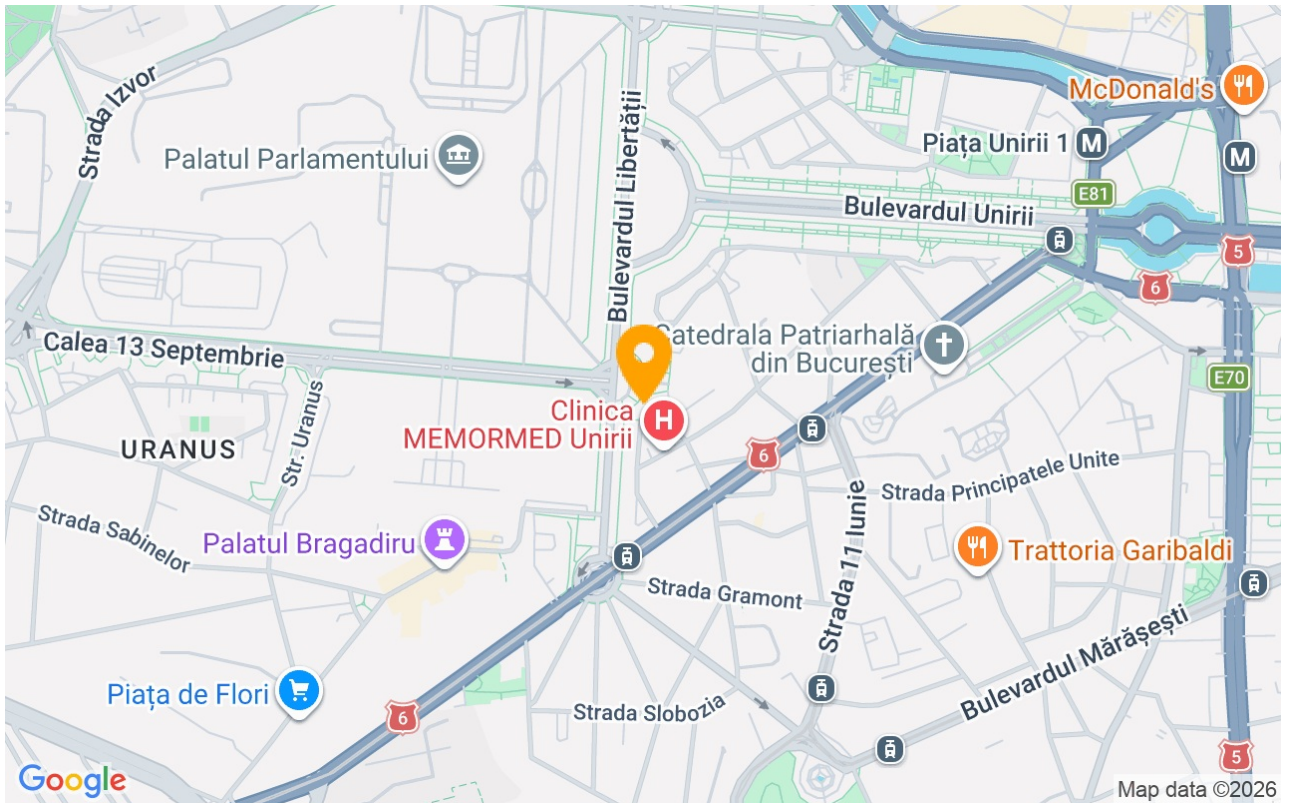 Strada Izvor
Palatul Parlamentului
Bulevardul Libertății
McDonald's
Piața Unirii 1
M
M
E81
Bulevardul Unirii
5
6
Calea 13 Septembrie
Catedrala Patriarhală
din București
E70
Clinica
MEMORMED Unirii
H
URANUS
Str. Uranus
6
Strada Principatele Unite
Strada Sabinelor
Palatul Bragadiru
Trattoria Garibaldi
Strada Gramont
Strada 11 Iunie
Bulevardul Mărășești
Piața de Flori
6
Strada Slobozia
5
Google
Map data ©2026